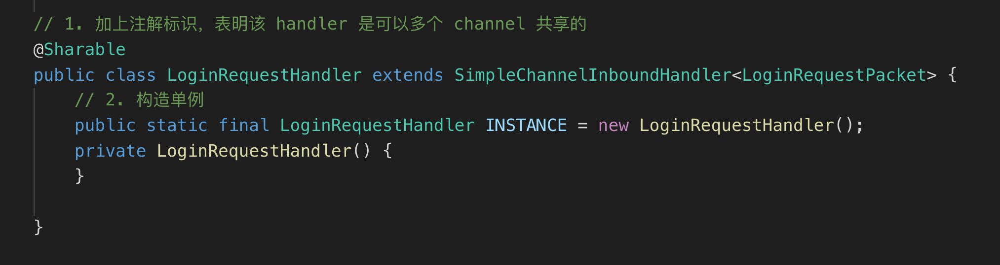 // 1. 加上注解标识，表明该 handler 是可以多个 channel 共享的
@Sharable
public class LoginRequestHandler extends SimpleChannelInboundHandler<LoginRequestPacket> {
// 2. 构造单例
public static final LoginRequestHandler INSTANCE = new LoginRequestHandler();
private LoginRequestHandler() {
}
}